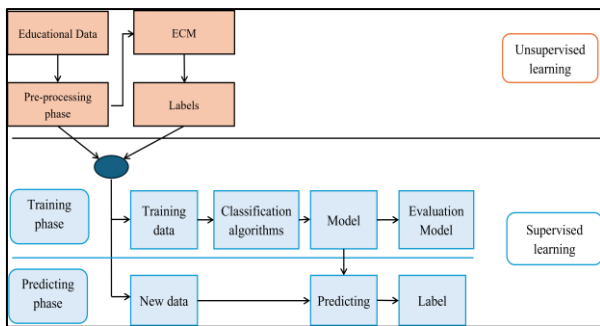 Educational Data
ECM
Unsupervised
learning
Pre-processing
phase
Labels
Training
phase
Training
data
Classification
algorithms
Model
Evaluation
Model
Supervised
learning
Predicting
phase
New data
Predicting
Label